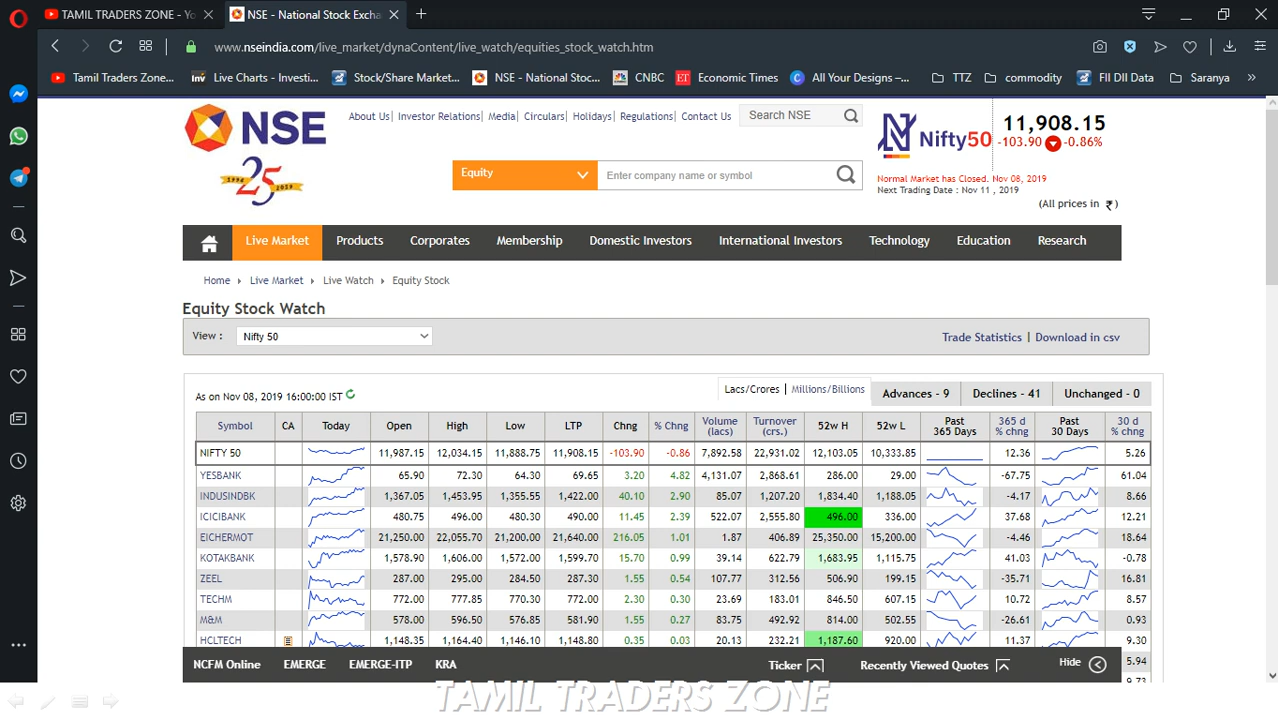 TAMIL TRADERS ZONE - Yo
NSE - National Stock Excha
www.nseindia.com/live_market/dynaContent/live_watch/equities_stock_watch.htm
Tamil Traders Zone... Live Charts - Investi... Stock/Share Market... NSE - National Stoc... CNBC Economic Times All Your Designs –... TTZ commodity FII DII Data Saranya »
NSE
1994 25 2019
About Us| Investor Relations| Media| Circulars| Holidays| Regulations| Contact Us
Search NSE
Equity
Enter company name or symbol
Nifty50
11,908.15
-103.90 -0.86%
Normal Market has Closed. Nov 08, 2019
Next Trading Date : Nov 11 , 2019
(All prices in ₹)
Live Market Products Corporates Membership Domestic Investors International Investors Technology Education Research
Home Live Market Live Watch Equity Stock
Equity Stock Watch
View : Nifty 50
Trade Statistics | Download in csv
As on Nov 08, 2019 16:00:00 IST
Lacs/Crores | Millions/Billions
Advances - 9 Declines - 41 Unchanged - 0
Symbol CA Today Open High Low LTP Chng % Chng Volume (lacs) Turnover (crs.) 52w H 52w L Past 365 Days 365 d % chng Past 30 Days 30 d % chng
NIFTY 50 11,987.15 12,034.15 11,888.75 11,908.15 -103.90 -0.86 7,892.58 22,931.02 12,103.05 10,333.85 12.36 5.26
YESBANK 65.90 72.30 64.30 69.65 3.20 4.82 4,131.07 2,868.61 286.00 29.00 -67.75 61.04
INDUSINDBK 1,367.05 1,453.95 1,355.55 1,422.00 40.10 2.90 85.07 1,207.20 1,834.40 1,188.05 -4.17 8.66
ICICIBANK 480.75 496.00 480.30 490.00 11.45 2.39 522.07 2,555.80 496.00 336.00 37.68 12.21
EICHERMOT 21,250.00 22,055.70 21,200.00 21,640.00 216.05 1.01 1.87 406.89 25,350.00 15,200.00 -4.46 18.64
KOTAKBANK 1,578.90 1,606.00 1,572.00 1,599.70 15.70 0.99 39.14 622.79 1,683.95 1,115.75 41.03 -0.78
ZEEL 287.00 295.00 284.50 287.30 1.55 0.54 107.77 312.56 506.90 199.15 -35.71 16.81
TECHM 772.00 777.85 770.30 772.00 2.30 0.30 23.69 183.01 846.50 607.15 10.72 8.57
M&M 578.00 596.50 576.85 581.90 1.55 0.27 83.75 492.92 814.00 502.55 -26.61 0.93
HCLTECH 1,148.35 1,164.40 1,146.10 1,148.80 0.35 0.03 20.13 232.21 1,187.60 920.00 11.37 9.30
NCFM Online EMERGE EMERGE-ITP KRA Ticker Recently Viewed Quotes Hide 5.94
TAMIL TRADERS ZONE